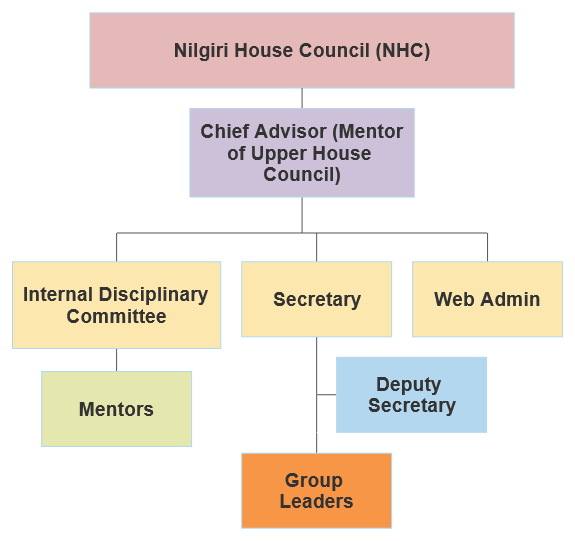 Nilgiri House Council (NHC)
Chief Advisor (Mentor
of Upper House
Council)
Internal Disciplinary
Committee
Secretary
Web Admin
Mentors
Deputy
Secretary
Group
Leaders